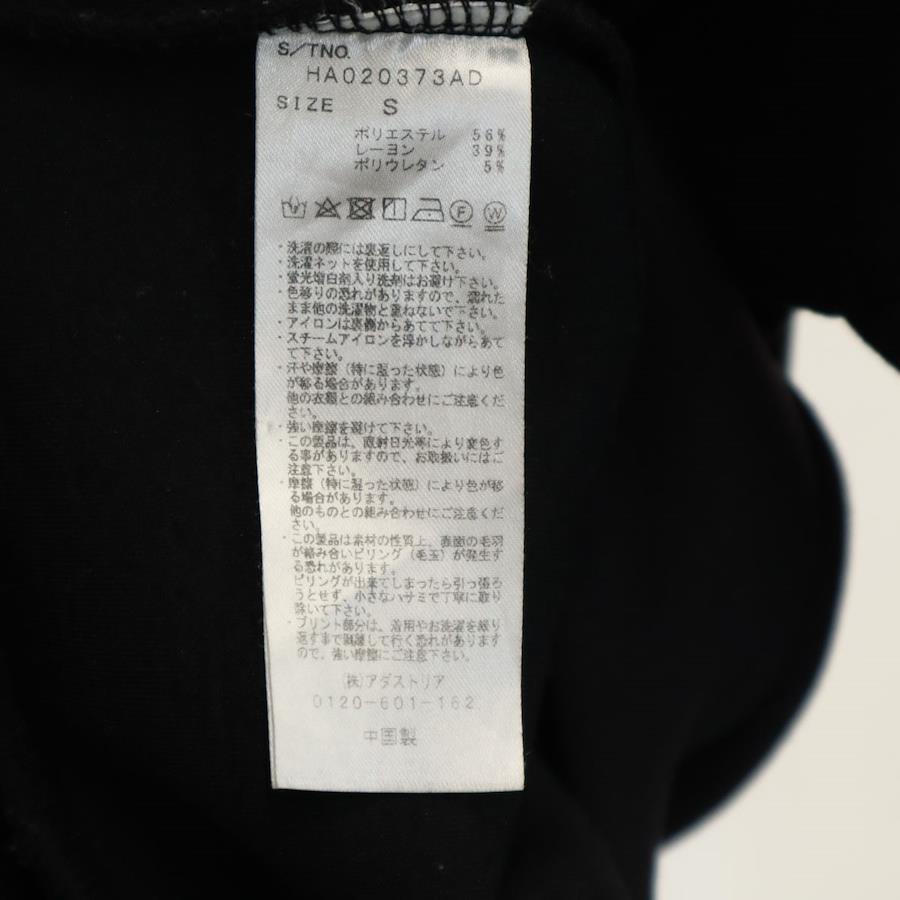 S/TNO.
HA020373AD
SIZE S
ポリエステル 56%
レーヨン 39%
ポリウレタン 5%
F W
・洗濯の際には裏返しにして下さい。
・洗濯ネットを使用して下さい。
・蛍光増白剤入り洗剤はお避け下さい。
・色移りの恐れがありますので、濡れた
まま他の洗濯物と重ねないで下さい。
・アイロンは裏側からあてて下さい。
・スチームアイロンを浮かしながらあて
て下さい。
・汗や摩擦(特に湿った状態)により色
が移る場合があります。
他の衣類との組み合わせにご注意くだ
さい。
・強い摩擦を避けて下さい。
・この製品は、直射日光等により変色す
る事がありますので、お取扱いにはご
注意下さい。
・摩擦(特に湿った状態)により色が移
る場合があります。
他のものとの組み合わせにご注意くだ
さい。
・この製品は素材の性質上、表面の毛羽
が絡み合いピリング(毛玉)が発生す
る恐れがあります。
ピリングが出来てしまったら引っ張ろ
うとせず、小さなハサミで丁寧に取り
除いて下さい。
・プリント部分は、着用やお洗濯を繰り
返す事で剥離して行く恐れがあります
ので、強い摩擦にご注意下さい。
(株)アダストリア
0120-601-162
中国製